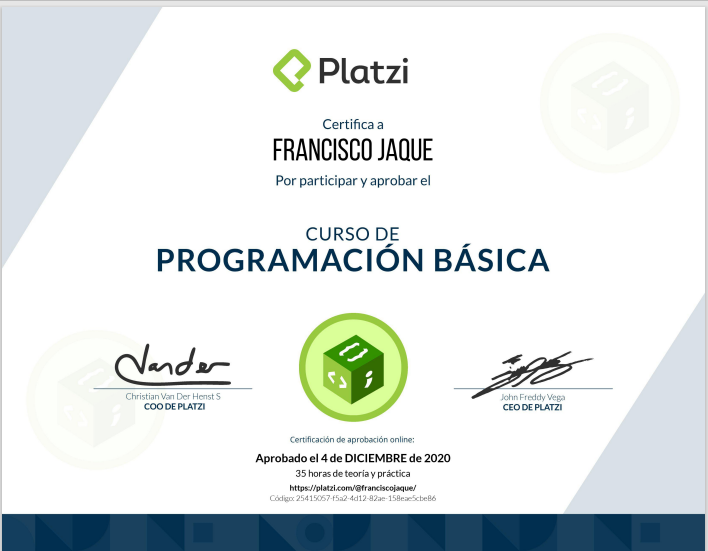 Platzi
Certifica a
FRANCISCO JAQUE
Por participar y aprobar el
CURSO DE
PROGRAMACIÓN BÁSICA
Vander
Christian Van Der Henst S
COO DE PLATZI
John Freddy Vega
CEO DE PLATZI
Certificación de aprobación online:
Aprobado el 4 de DICIEMBRE de 2020
35 horas de teoría y práctica
https://platzi.com/@franciscojaque/
Código: 25415057-f5a2-4d12-82ae-158eae5cbe86